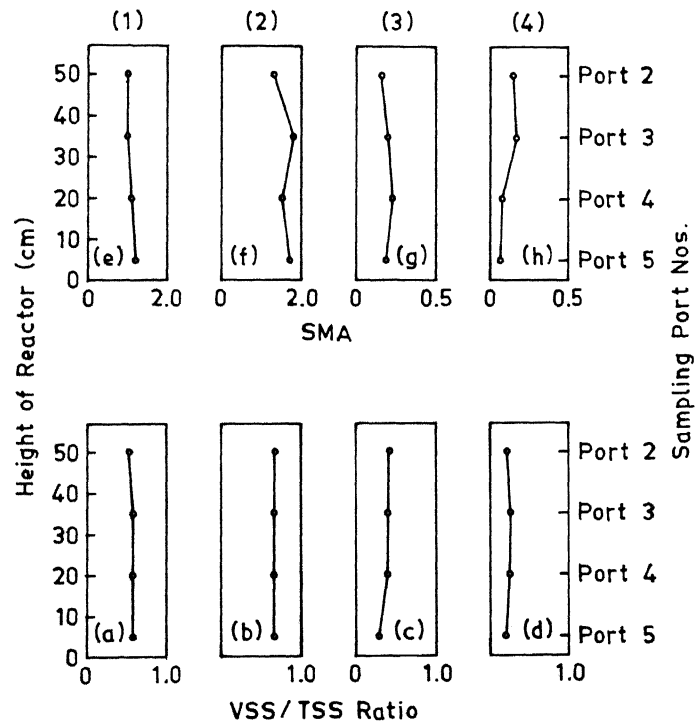 (1) (2) (3) (4)
50 Port 2
40
30 Port 3
20 Port 4
10
0 Port 5
(e) (f) (g) (h)
0 2.0 0 2.0 0 0.5 0 0.5
SMA
Height of Reactor (cm)
Sampling Port Nos.
50 Port 2
40
30 Port 3
20 Port 4
10
0 Port 5
(a) (b) (c) (d)
0 1.0 0 1.0 0 1.0 1.0
VSS/TSS Ratio